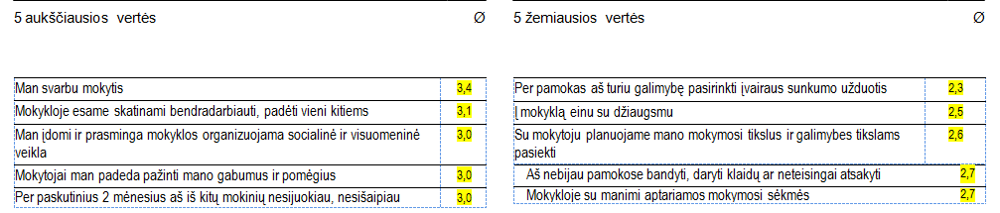 5 aukščiausios vertės Ø
Man svarbu mokytis 3,4
Mokykloje esame skatinami bendradarbiauti, padėti vieni kitiems 3,1
Man įdomi ir prasminga mokyklos organizuojama socialinė ir visuomeninė 3,0
veikla
Mokytojai man padeda pažinti mano gabumus ir pomėgius 3,0
Per paskutinius 2 mėnesius aš iš kitų mokinių nesijuokiau, nesišaipiau 3,0
5 žemiausios vertės Ø
Per pamokas aš turiu galimybę pasirinkti įvairaus sunkumo užduotis 2,3
Į mokyklą einu su džiaugsmu 2,5
Su mokytoju planuojame mano mokymosi tikslus ir galimybes tikslams 2,6
pasiekti
Aš nebijau pamokose bandyti, daryti klaidų ar neteisingai atsakyti 2,7
Mokykloje su manimi aptariamos mokymosi sėkmės 2,7